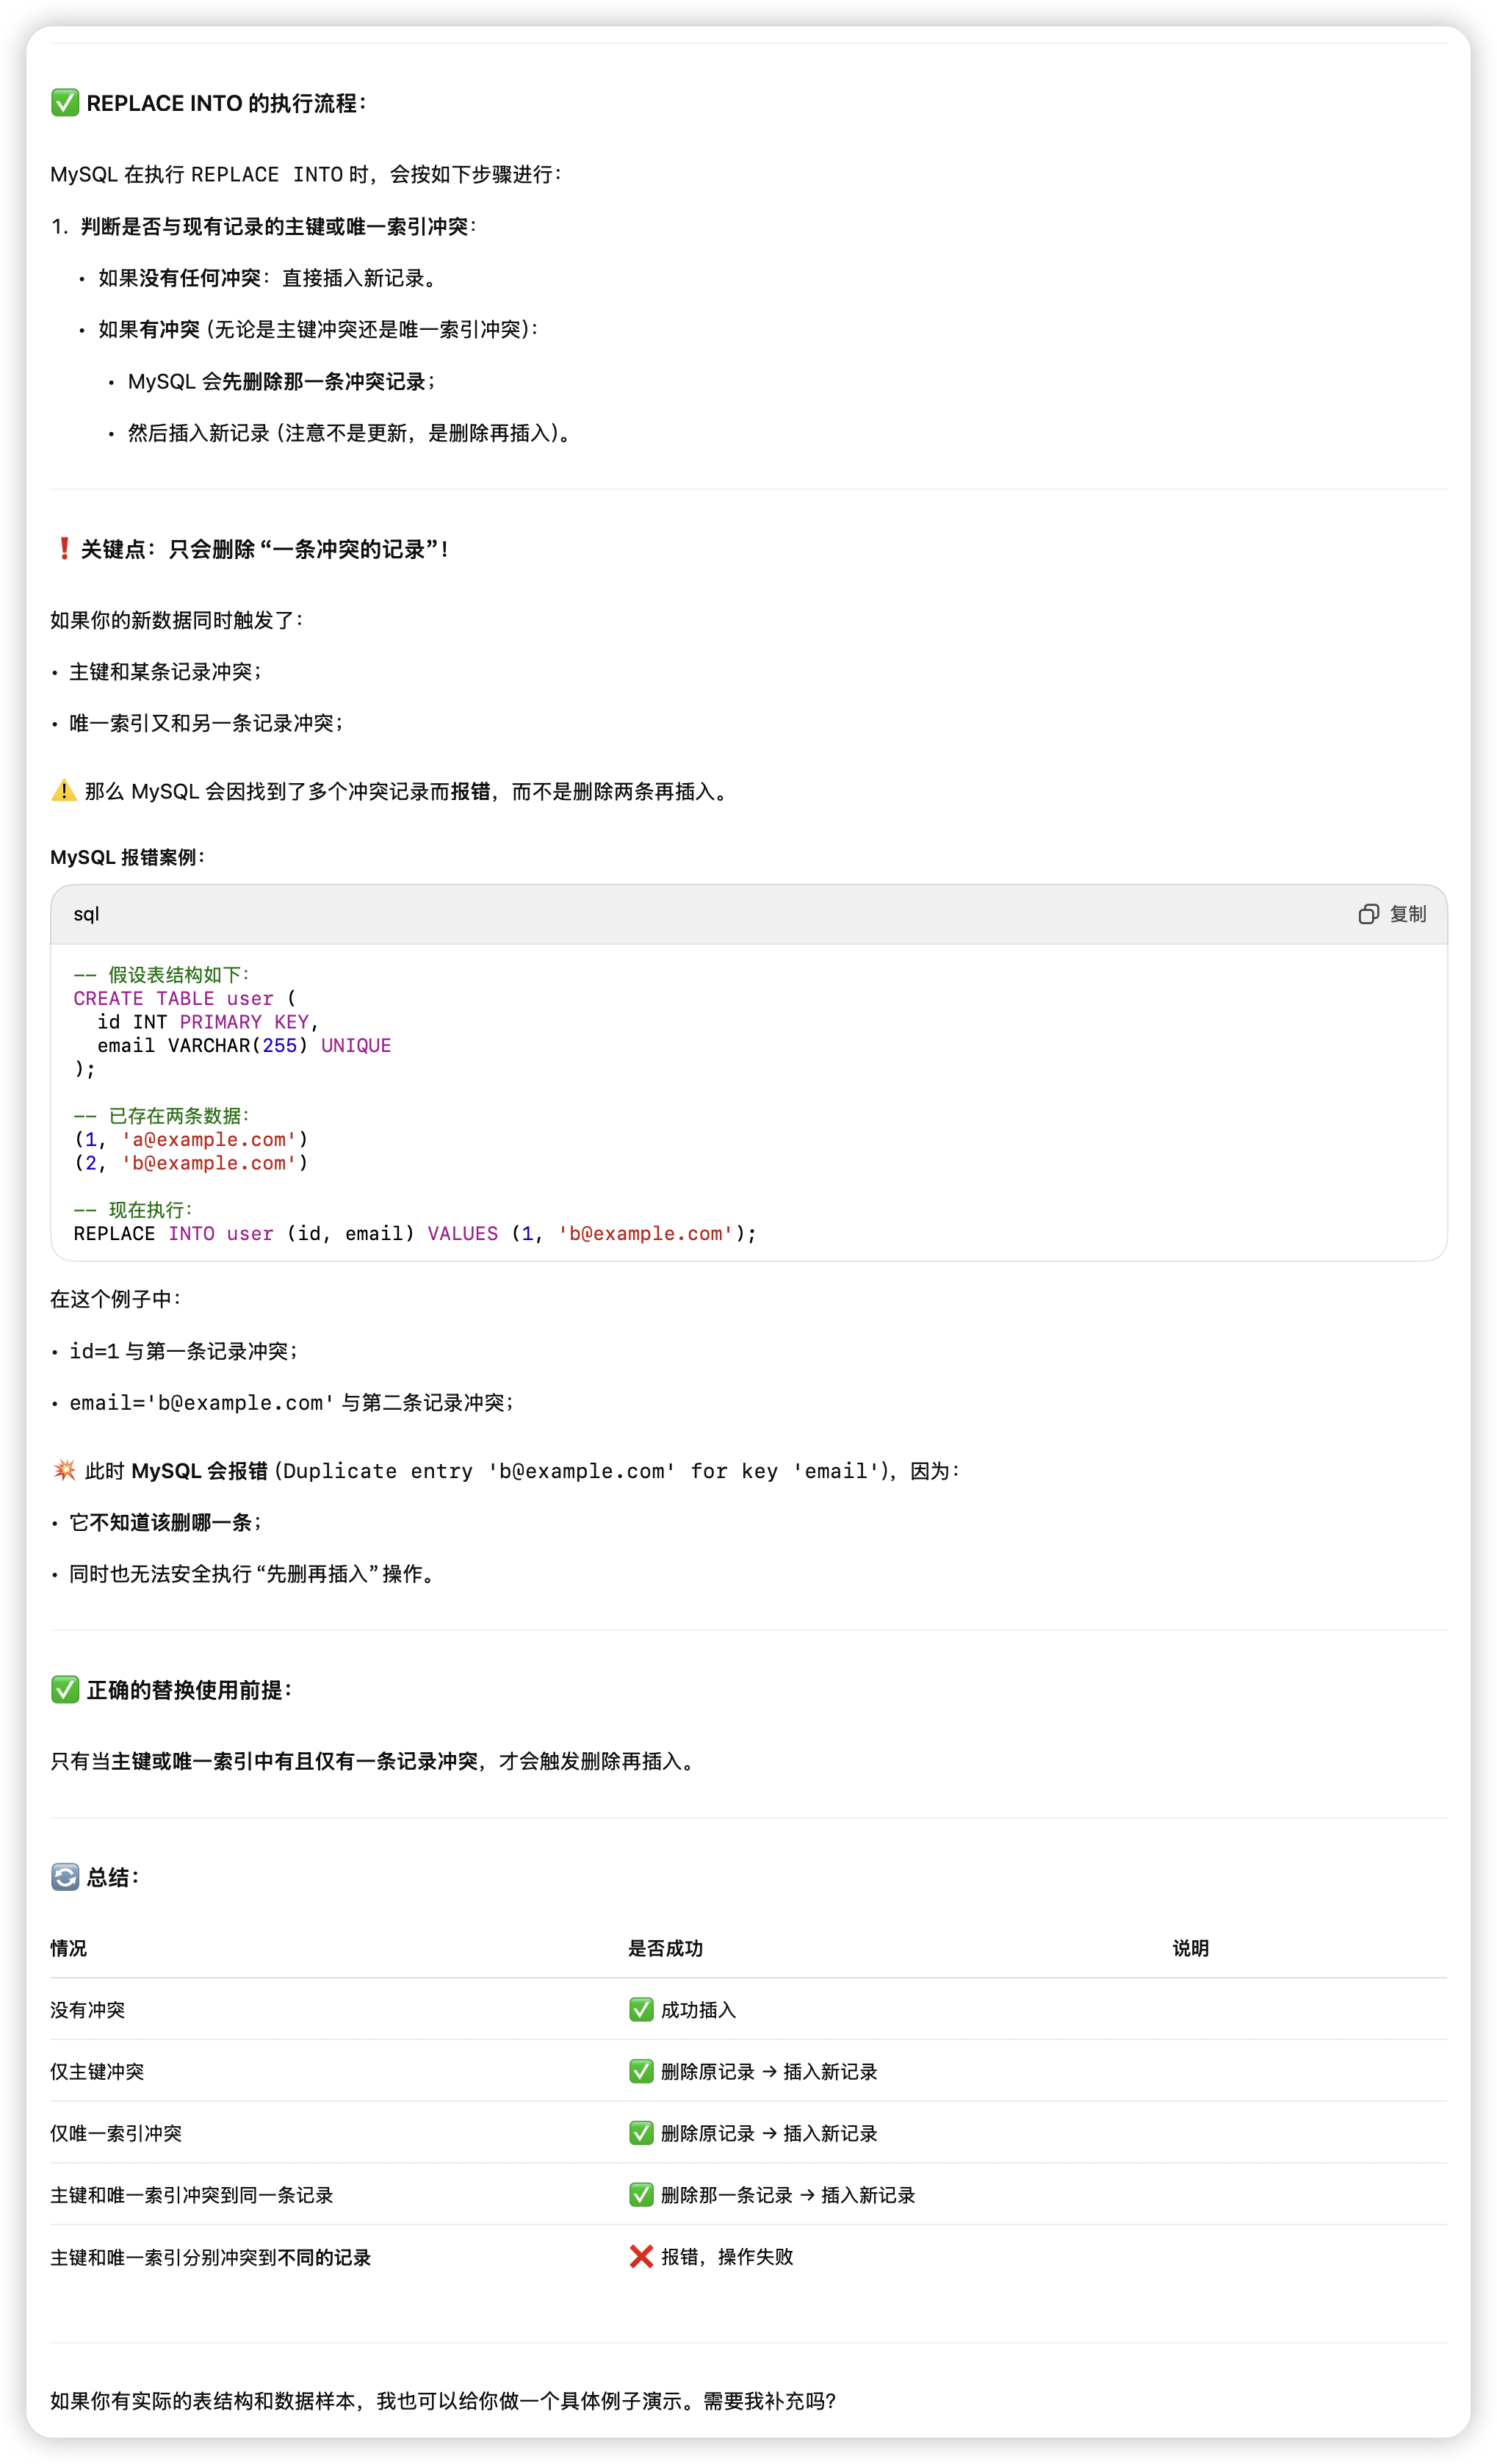 ✅ REPLACE INTO 的执行流程：
MySQL 在执行 REPLACE INTO 时，会按如下步骤进行：
1. 判断是否与现有记录的主键或唯一索引冲突：
• 如果没有任何冲突：直接插入新记录。
• 如果有冲突（无论是主键冲突还是唯一索引冲突）：
• MySQL 会先删除那一条冲突记录；
• 然后插入新记录（注意不是更新，是删除再插入）。
❗ 关键点：只会删除“一条冲突的记录”！
如果你的新数据同时触发了：
• 主键和某条记录冲突；
• 唯一索引又和另一条记录冲突；
⚠️ 那么 MySQL 会因找到了多个冲突记录而报错，而不是删除两条再插入。
MySQL 报错案例：
sql 复制
-- 假设表结构如下：
CREATE TABLE user (
  id INT PRIMARY KEY,
  email VARCHAR(255) UNIQUE
);
-- 已存在两条数据：
(1, 'a@example.com')
(2, 'b@example.com')
-- 现在执行：
REPLACE INTO user (id, email) VALUES (1, 'b@example.com');
在这个例子中：
• id=1 与第一条记录冲突；
• email='b@example.com' 与第二条记录冲突；
💥 此时 MySQL 会报错（Duplicate entry 'b@example.com' for key 'email'），因为：
• 它不知道该删哪一条；
• 同时也无法安全执行“先删再插入”操作。
✅ 正确的替换使用前提：
只有当主键或唯一索引中有且仅有一条记录冲突，才会触发删除再插入。
🔄 总结：
情况 是否成功 说明
没有冲突 ✅ 成功插入
仅主键冲突 ✅ 删除原记录 → 插入新记录
仅唯一索引冲突 ✅ 删除原记录 → 插入新记录
主键和唯一索引冲突到同一条记录 ✅ 删除那一条记录 → 插入新记录
主键和唯一索引分别冲突到不同的记录 ❌ 报错，操作失败
如果你有实际的表结构和数据样本，我也可以给你做一个具体例子演示。需要我补充吗？